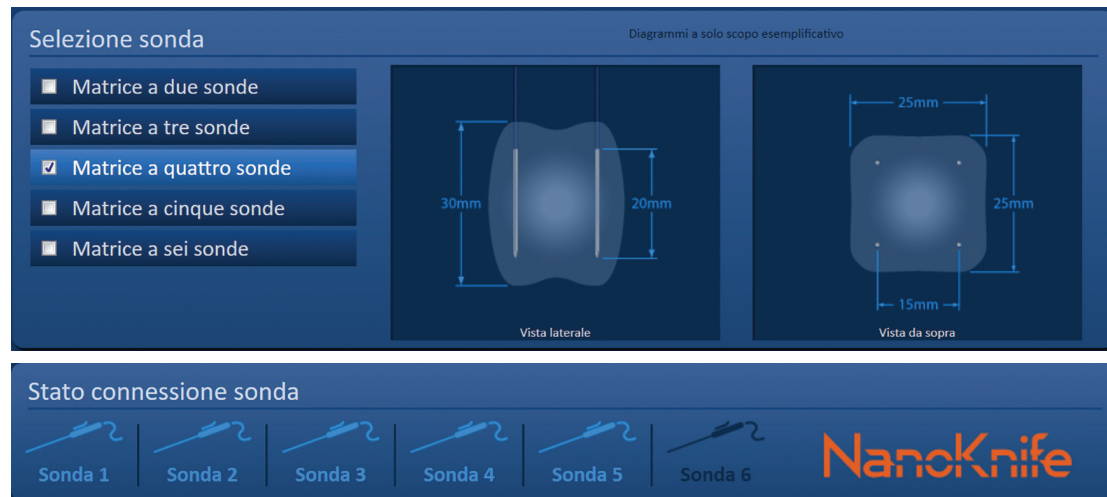 Selezione sonda
Diagrammi a solo scopo esemplificativo
Matrice a due sonde
Matrice a tre sonde
Matrice a quattro sonde
Matrice a cinque sonde
Matrice a sei sonde
30mm
20mm
Vista laterale
25mm
25mm
15mm
Vista da sopra
Stato connessione sonda
Sonda 1
Sonda 2
Sonda 3
Sonda 4
Sonda 5
Sonda 6
NanoKnife